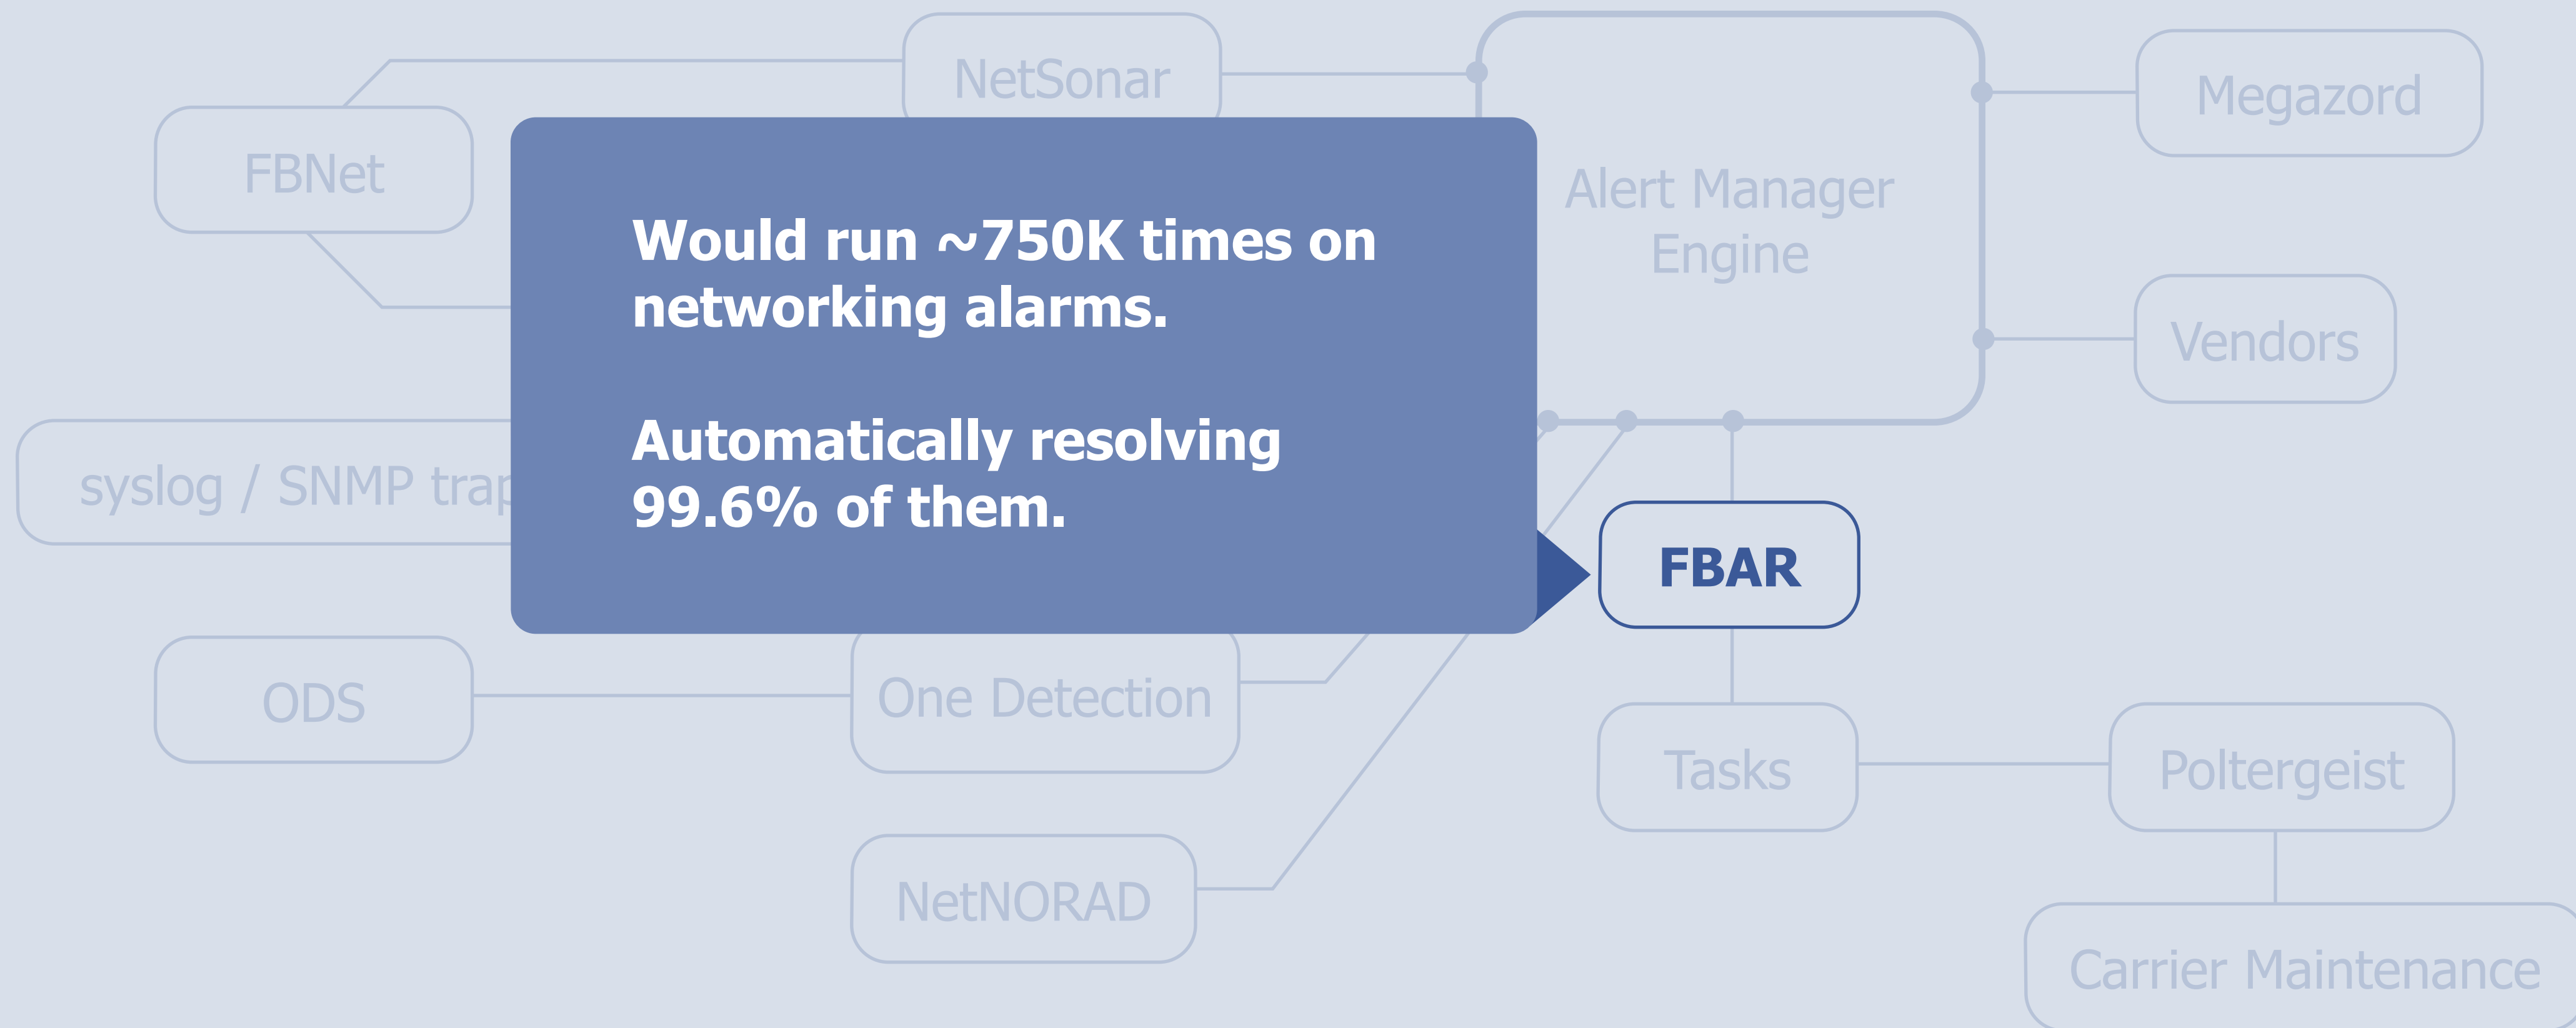 NetSonar
Megazord
FBNet
Alert Manager
Engine
Would run ~750K times on
networking alarms.
Automatically resolving
99.6% of them.
Vendors
syslog / SNMP trap
FBAR
ODS
One Detection
Tasks
Poltergeist
NetNORAD
Carrier Maintenance